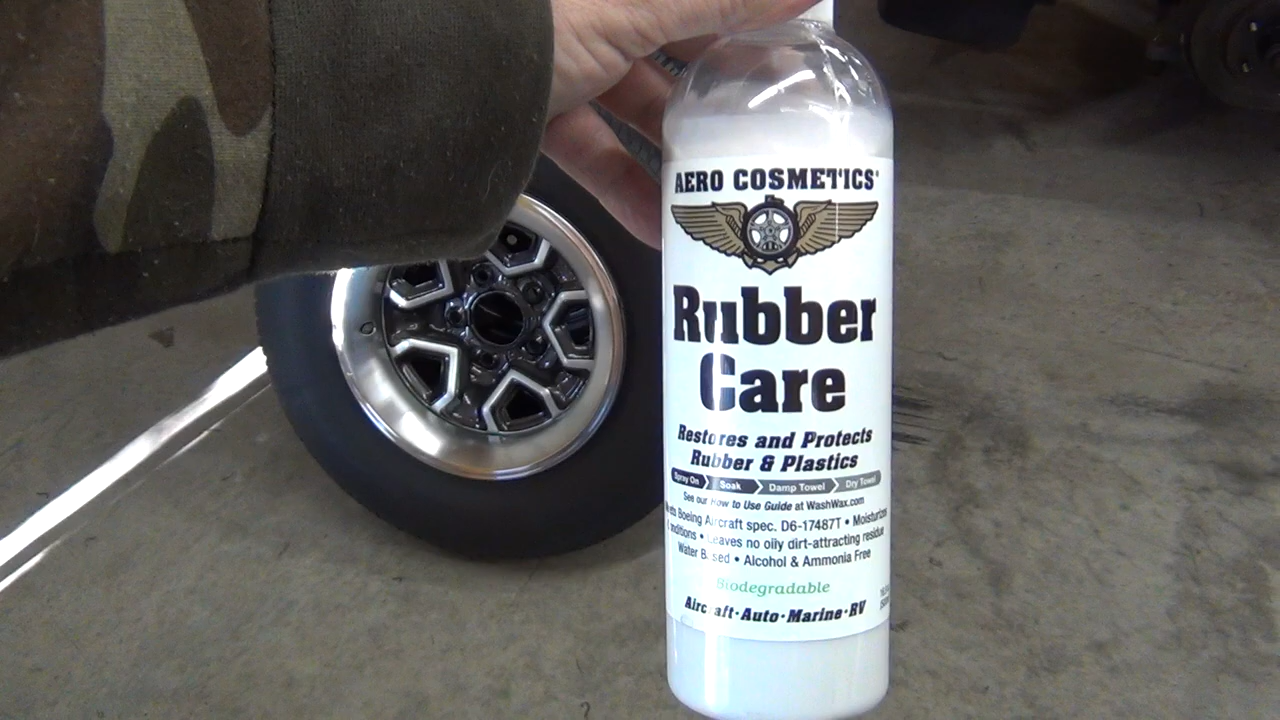 AERO COSMETICS
Rubber
Care
Restores and Protects
Rubber & Plastics
Spray On Soak Damp Towel Dry Towel
See our How to Use Guide at WashWax.com
Boeing Aircraft spec. D6-17487T •
• Leaves no oily dirt-attracting residue
Water Based • Alcohol & Ammonia Free
Biodegradable
Aircraft·Auto·Marine·RV